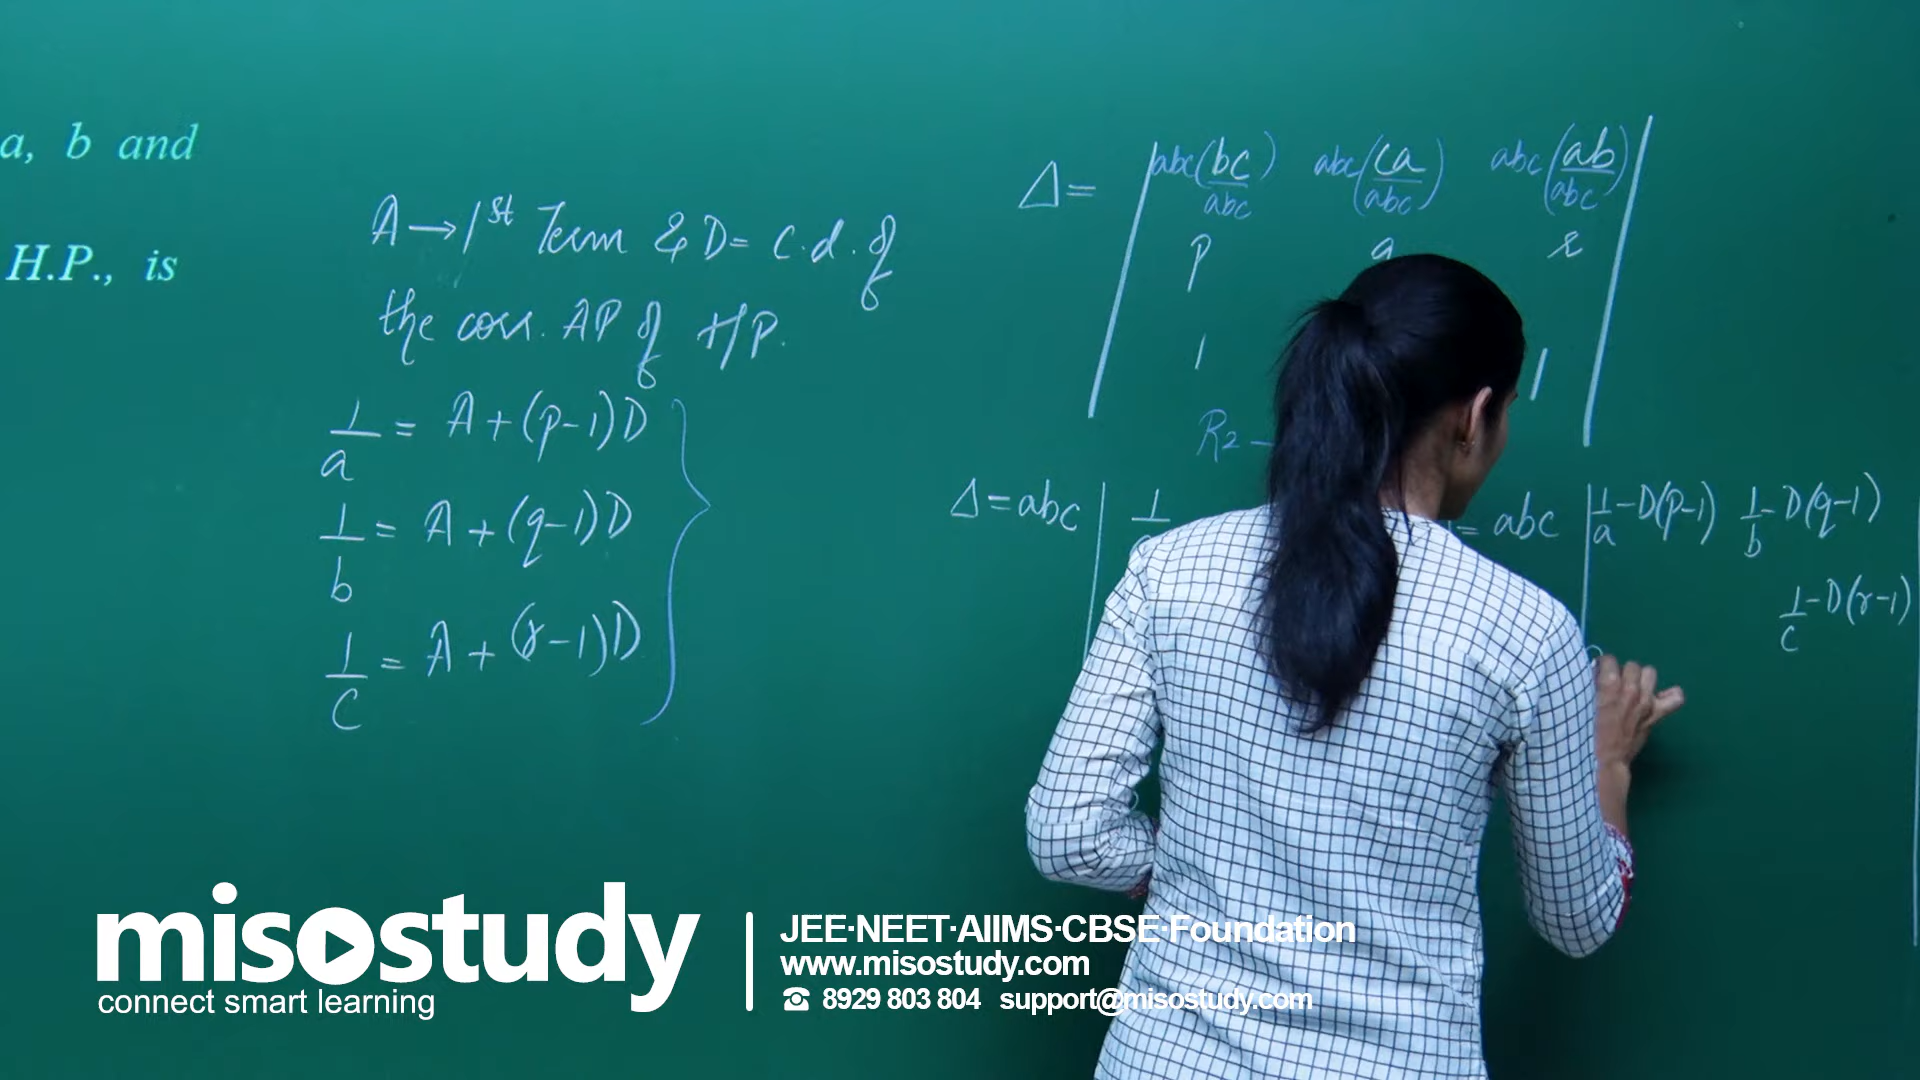 a, b and
H.P., is
A → 1st Term & D = c.d. of
the corr. AP of HP.
1/a = A + (p-1)D
1/b = A + (q-1)D
1/c = A + (r-1)D
Δ = | abc(bc/abc) abc(ca/abc) abc(ab/abc) |
p q r
1 1
R2 -
Δ = abc | 1/
= abc | 1/a - D(p-1) 1/b - D(q-1)
1/c - D(r-1) |
misostudy
connect smart learning
JEE·NEET·AIIMS·CBSE·Foundation
www.misostudy.com
☎ 8929 803 804 support@misostudy.com